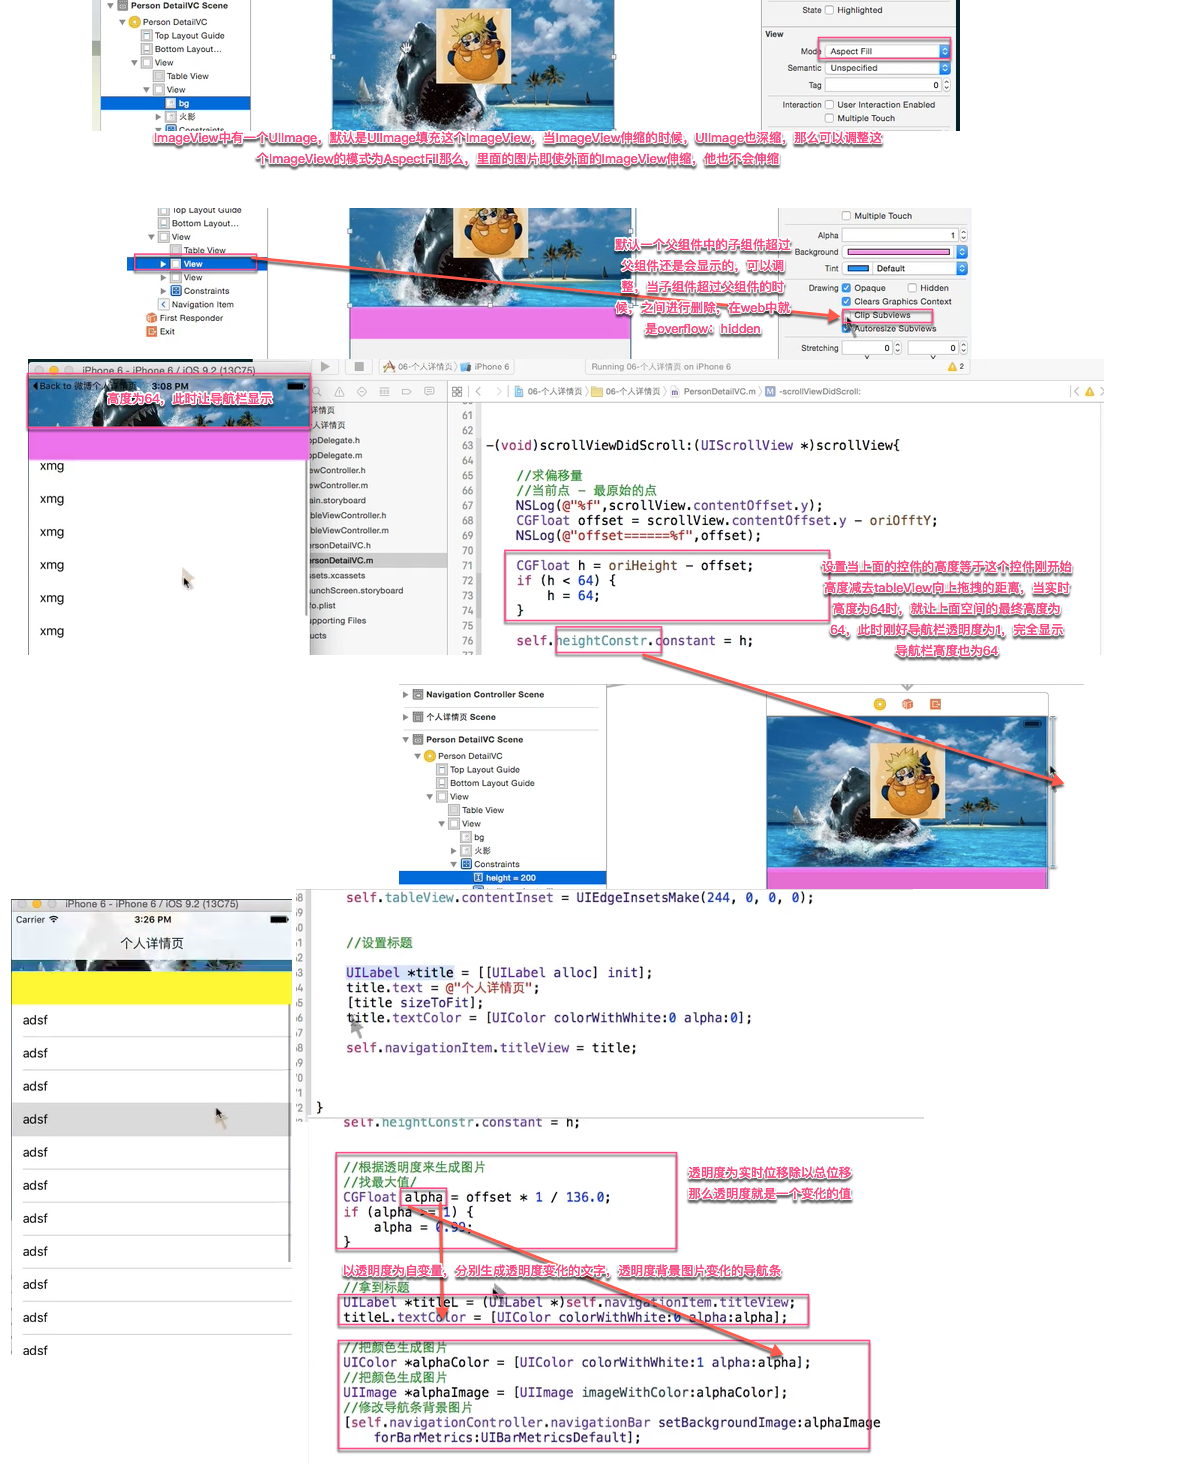 Person DetailVC Scene
Person DetailVC
Top Layout Guide
Bottom Layout...
View
Table View
View
bg
火影
Constraints
State Highlighted
View
Mode Aspect Fill
Semantic Unspecified
Tag 0
Interaction User Interaction Enabled
Multiple Touch
ImageView中有一个UIImage，默认是UIImage填充这个ImageView，当ImageView伸缩的时候，UIImage也深缩，那么可以调整这
个ImageView的模式为AspectFil那么，里面的图片即使外面的ImageView伸缩，他也不会伸缩
Top Layout Guide
Bottom Layout...
View
Table View
View
View
Constraints
Navigation Item
First Responder
Exit
默认一个父组件中的子组件超过
父组件还是会显示的，可以调
整，当子组件超过父组件的时
候，之间进行删除，在web中就
是overflow：hidden
Multiple Touch
Alpha 1
Background
Tint Default
Drawing Opaque Hidden
Clears Graphics Context
Clip Subviews
Autoresize Subviews
Stretching 0 0
iPhone 6 - iPhone 6 / iOS 9.2 (13C75)
Back to 微博个人详情页 3:08 PM
高度为64，此时让导航栏显示
xmg
xmg
xmg
xmg
xmg
xmg
06-个人详情页 iPhone 6
Running 06-个人详情页 on iPhone 6
2
06-个人详情页 06-个人详情页 PersonDetailVC.m -scrollViewDidScroll:
详情页
人详情页
ppDelegate.h
ppDelegate.m
ewController.h
ewController.m
ain.storyboard
bleViewController.h
bleViewController.m
ersonDetailVC.h
ersonDetailVC.m
ssets.xcassets
unchScreen.storyboard
fo.plist
upporting Files
ucts
60
61
62
63 -(void)scrollViewDidScroll:(UIScrollView *)scrollView{
64
65 //求偏移量
66 //当前点 - 最原始的点
67 NSLog(@"%f",scrollView.contentOffset.y);
68 CGFloat offset = scrollView.contentOffset.y - oriOfftY;
69 NSLog(@"offset======%f",offset);
70
71 CGFloat h = oriHeight - offset;
72 if (h < 64) {
73 h = 64;
74 }
75
76 self.heightConstr.constant = h;
77
设置当上面的控件的高度等于这个控件刚开始
高度减去tableView向上拖拽的距离，当实时
高度为64时，就让上面空间的最终高度为
64，此时刚好导航栏透明度为1，完全显示
导航栏高度也为64
Navigation Controller Scene
个人详情页 Scene
Person DetailVC Scene
Person DetailVC
Top Layout Guide
Bottom Layout Guide
View
Table View
View
bg
火影
Constraints
height = 200
iPhone 6 - iPhone 6 / iOS 9.2 (13C75)
Carrier 3:26 PM
个人详情页
adsf
adsf
adsf
adsf
adsf
adsf
adsf
adsf
adsf
adsf
adsf
58 self.tableView.contentInset = UIEdgeInsetsMake(244, 0, 0, 0);
59
60
61 //设置标题
62
63 UILabel *title = [[UILabel alloc] init];
64 title.text = @"个人详情页";
65 [title sizeToFit];
66 title.textColor = [UIColor colorWithWhite:0 alpha:0];
67
68 self.navigationItem.titleView = title;
69
70
71
72 }
self.heightConstr.constant = h;
//根据透明度来生成图片
//找最大值/
CGFloat alpha = offset * 1 / 136.0;
if (alpha >= 1) {
alpha = 0.99;
}
透明度为实时位移除以总位移
那么透明度就是一个变化的值
以透明度为自变量，分别生成透明度变化的文字，透明度背景图片变化的导航条
//拿到标题
UILabel *titleL = (UILabel *)self.navigationItem.titleView;
titleL.textColor = [UIColor colorWithWhite:0 alpha:alpha];
//把颜色生成图片
UIColor *alphaColor = [UIColor colorWithWhite:1 alpha:alpha];
//把颜色生成图片
UIImage *alphaImage = [UIImage imageWithColor:alphaColor];
//修改导航条背景图片
[self.navigationController.navigationBar setBackgroundImage:alphaImage
forBarMetrics:UIBarMetricsDefault];